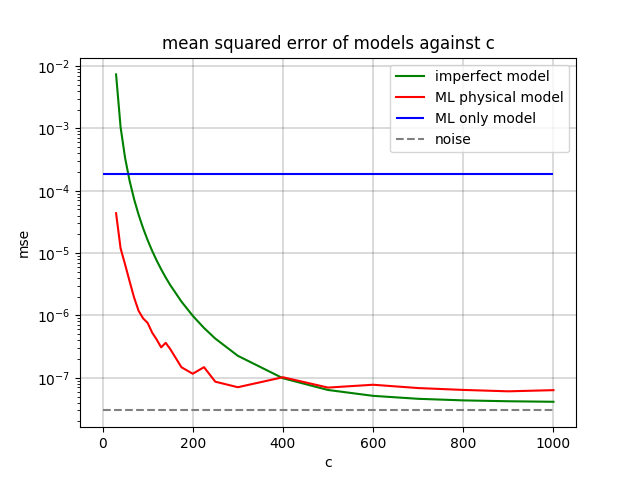 mean squared error of models against c
imperfect model
ML physical model
ML only model
noise
10⁻²
10⁻³
10⁻⁴
10⁻⁵
10⁻⁶
10⁻⁷
mse
0 200 400 600 800 1000
c